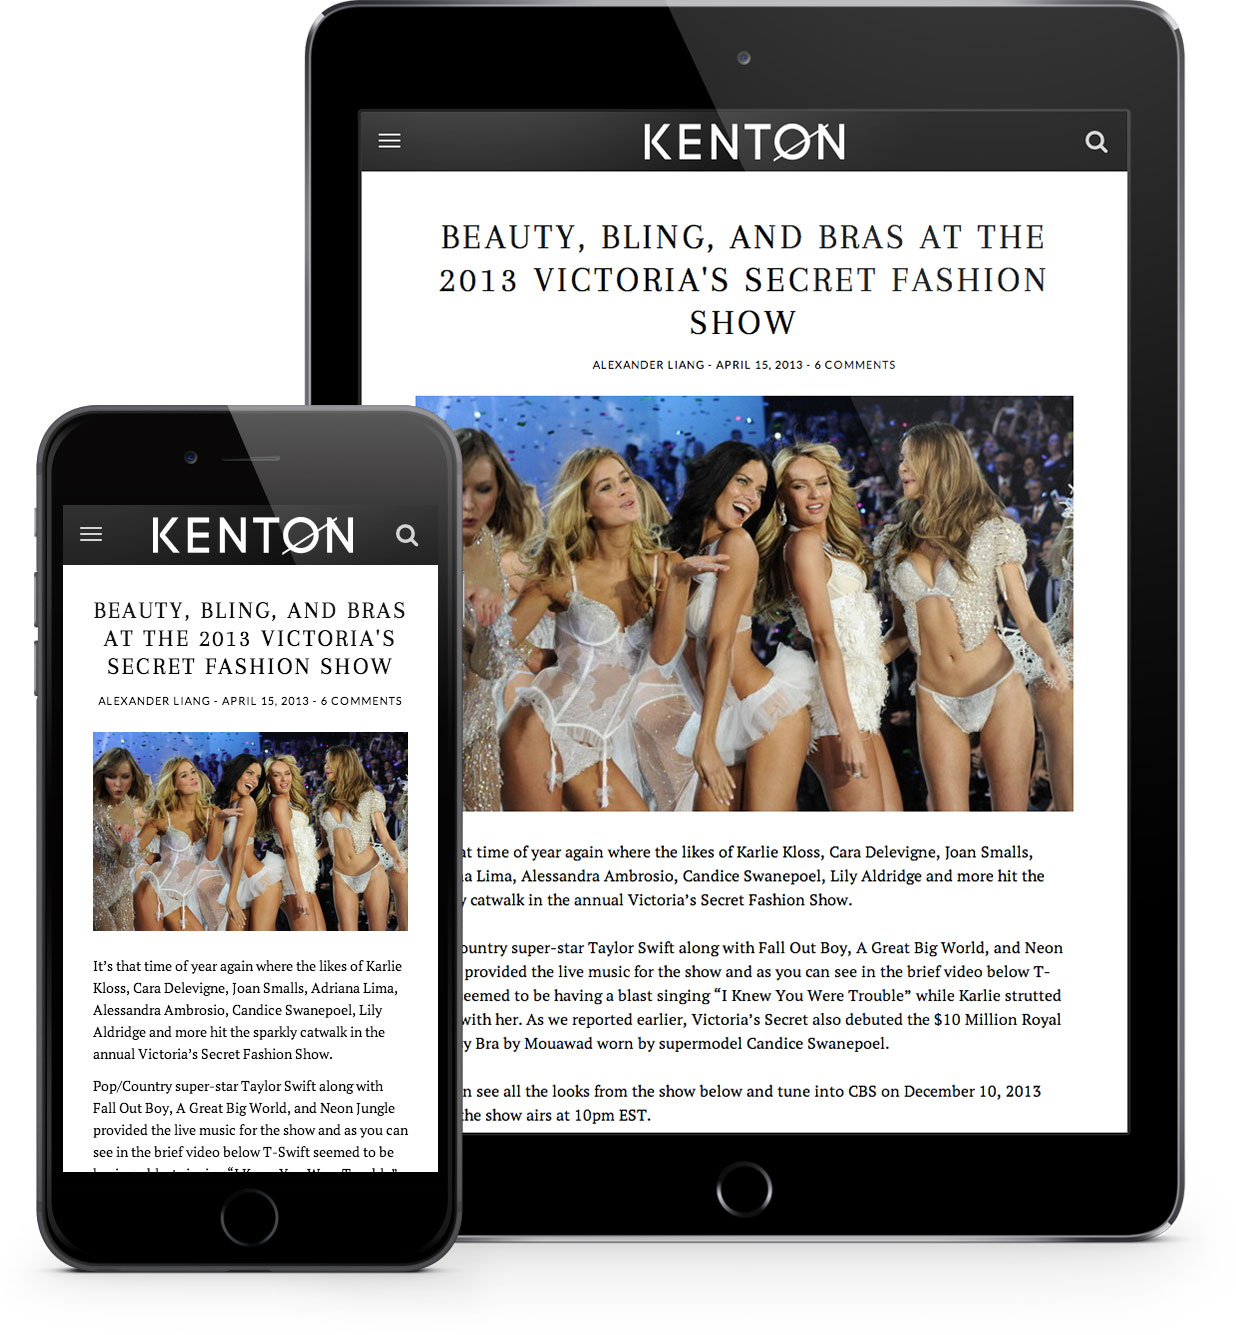 KENTON
BEAUTY, BLING, AND BRAS AT THE
2013 VICTORIA'S SECRET FASHION
SHOW
ALEXANDER LIANG - APRIL 15, 2013 - 6 COMMENTS
at time of year again where the likes of Karlie Kloss, Cara Delevigne, Joan Smalls,
Lima, Alessandra Ambrosio, Candice Swanepoel, Lily Aldridge and more hit the
catwalk in the annual Victoria’s Secret Fashion Show.
ountry super-star Taylor Swift along with Fall Out Boy, A Great Big World, and Neon
provided the live music for the show and as you can see in the brief video below T-
eemed to be having a blast singing “I Knew You Were Trouble” while Karlie strutted
with her. As we reported earlier, Victoria’s Secret also debuted the $10 Million Royal
y Bra by Mouawad worn by supermodel Candice Swanepoel.
n see all the looks from the show below and tune into CBS on December 10, 2013
he show airs at 10pm EST.
KENTON
BEAUTY, BLING, AND BRAS
AT THE 2013 VICTORIA'S
SECRET FASHION SHOW
ALEXANDER LIANG - APRIL 15, 2013 - 6 COMMENTS
It’s that time of year again where the likes of Karlie
Kloss, Cara Delevigne, Joan Smalls, Adriana Lima,
Alessandra Ambrosio, Candice Swanepoel, Lily
Aldridge and more hit the sparkly catwalk in the
annual Victoria’s Secret Fashion Show.
Pop/Country super-star Taylor Swift along with
Fall Out Boy, A Great Big World, and Neon Jungle
provided the live music for the show and as you can
see in the brief video below T-Swift seemed to be